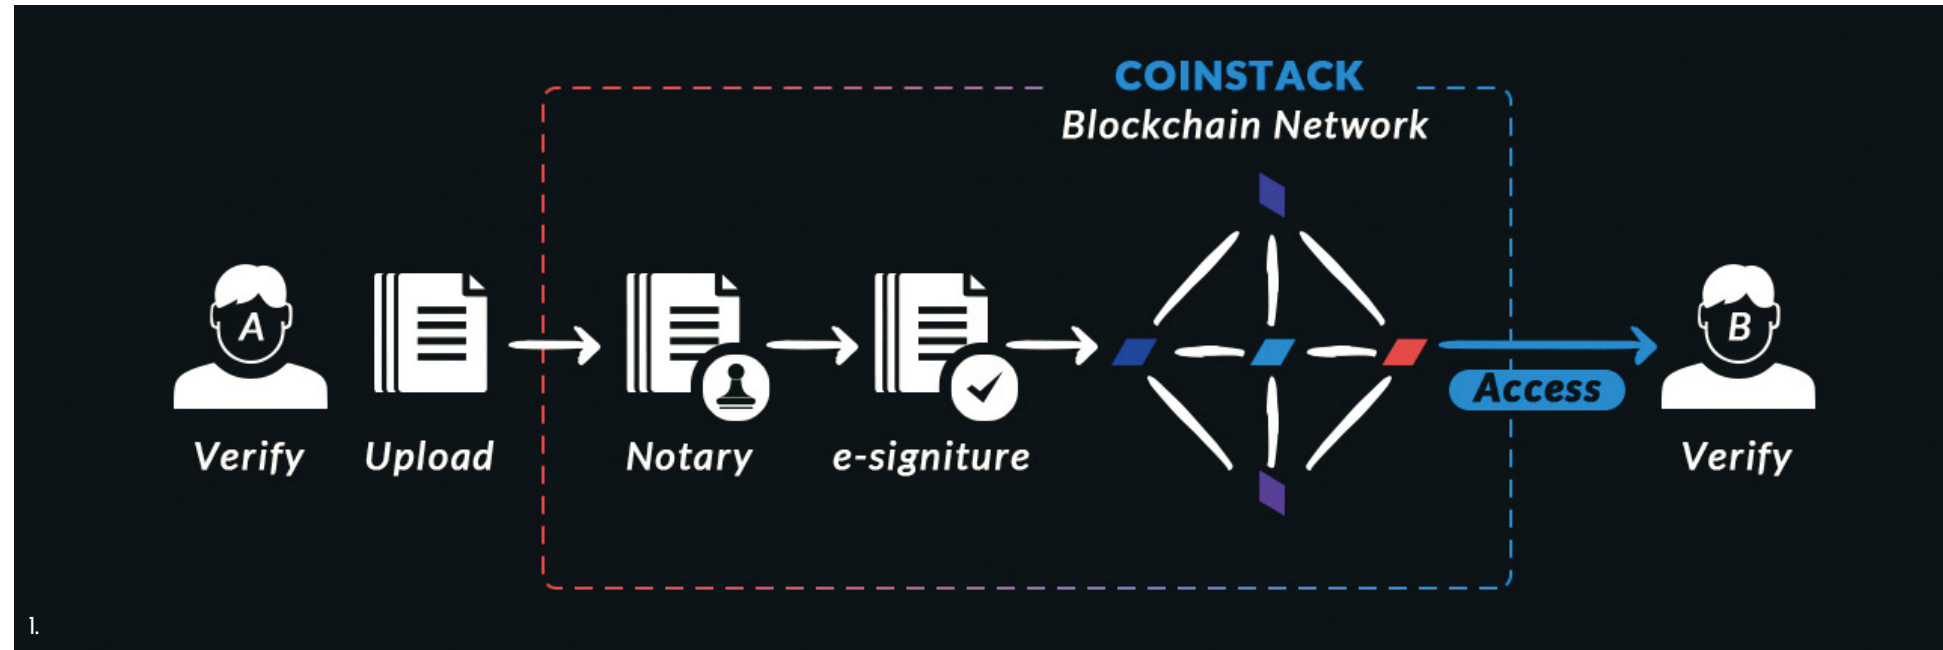 COINSTACK
Blockchain Network
A
B
Access
Verify
Upload
Notary
e-signiture
Verify
1.